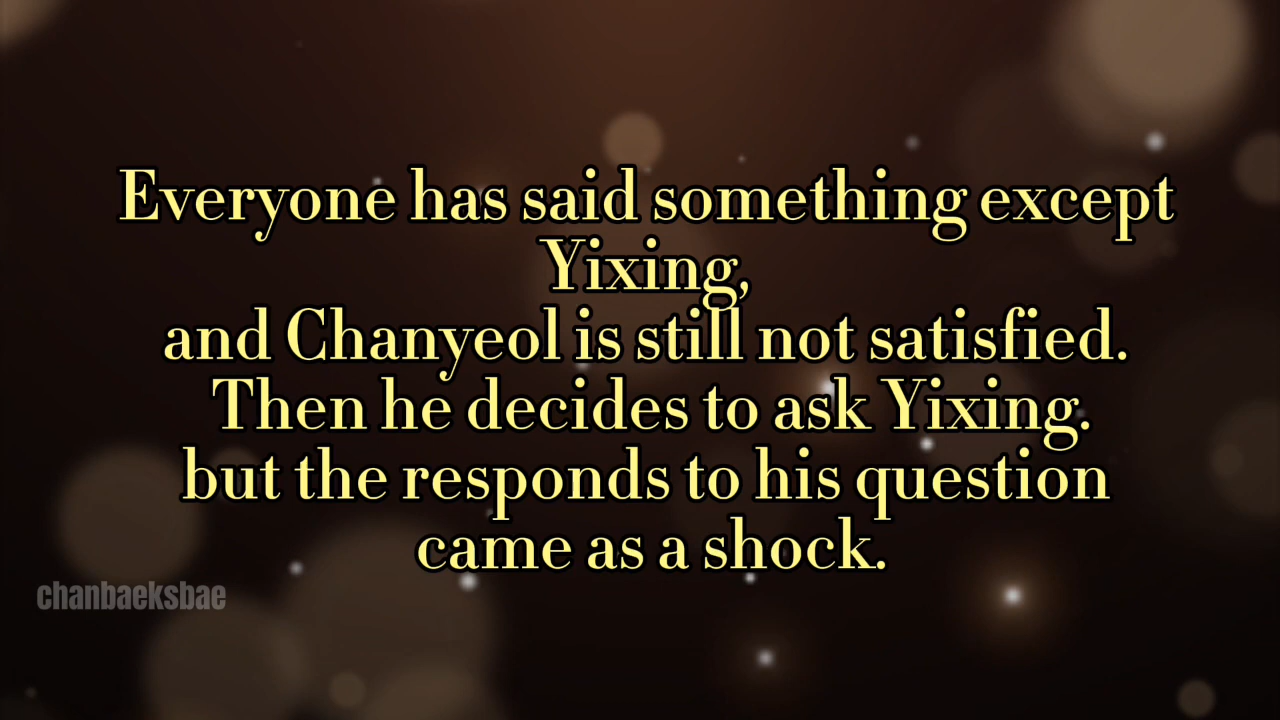 Everyone has said something except
Yixing,
and Chanyeol is still not satisfied.
Then he decides to ask Yixing.
but the responds to his question
came as a shock.
chanbaeksbae